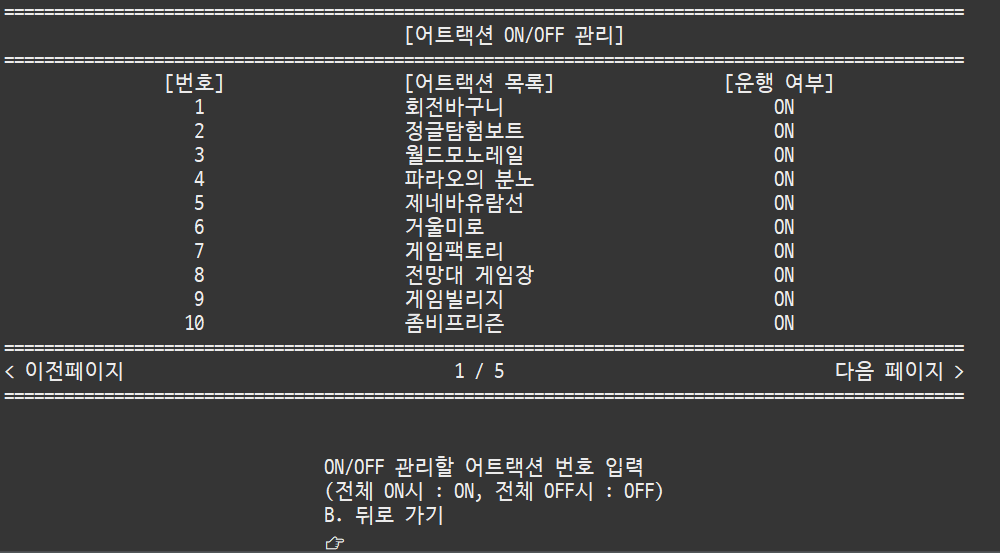 ================================================================================================
[어트랙션 ON/OFF 관리]
================================================================================================
[번호] [어트랙션 목록] [운행 여부]
1 회전바구니 ON
2 정글탐험보트 ON
3 월드모노레일 ON
4 파라오의 분노 ON
5 제네바유람선 ON
6 거울미로 ON
7 게임팩토리 ON
8 전망대 게임장 ON
9 게임빌리지 ON
10 좀비프리즌 ON
================================================================================================
< 이전페이지 1 / 5 다음 페이지 >
================================================================================================
ON/OFF 관리할 어트랙션 번호 입력
(전체 ON시 : ON, 전체 OFF시 : OFF)
B. 뒤로 가기
👉